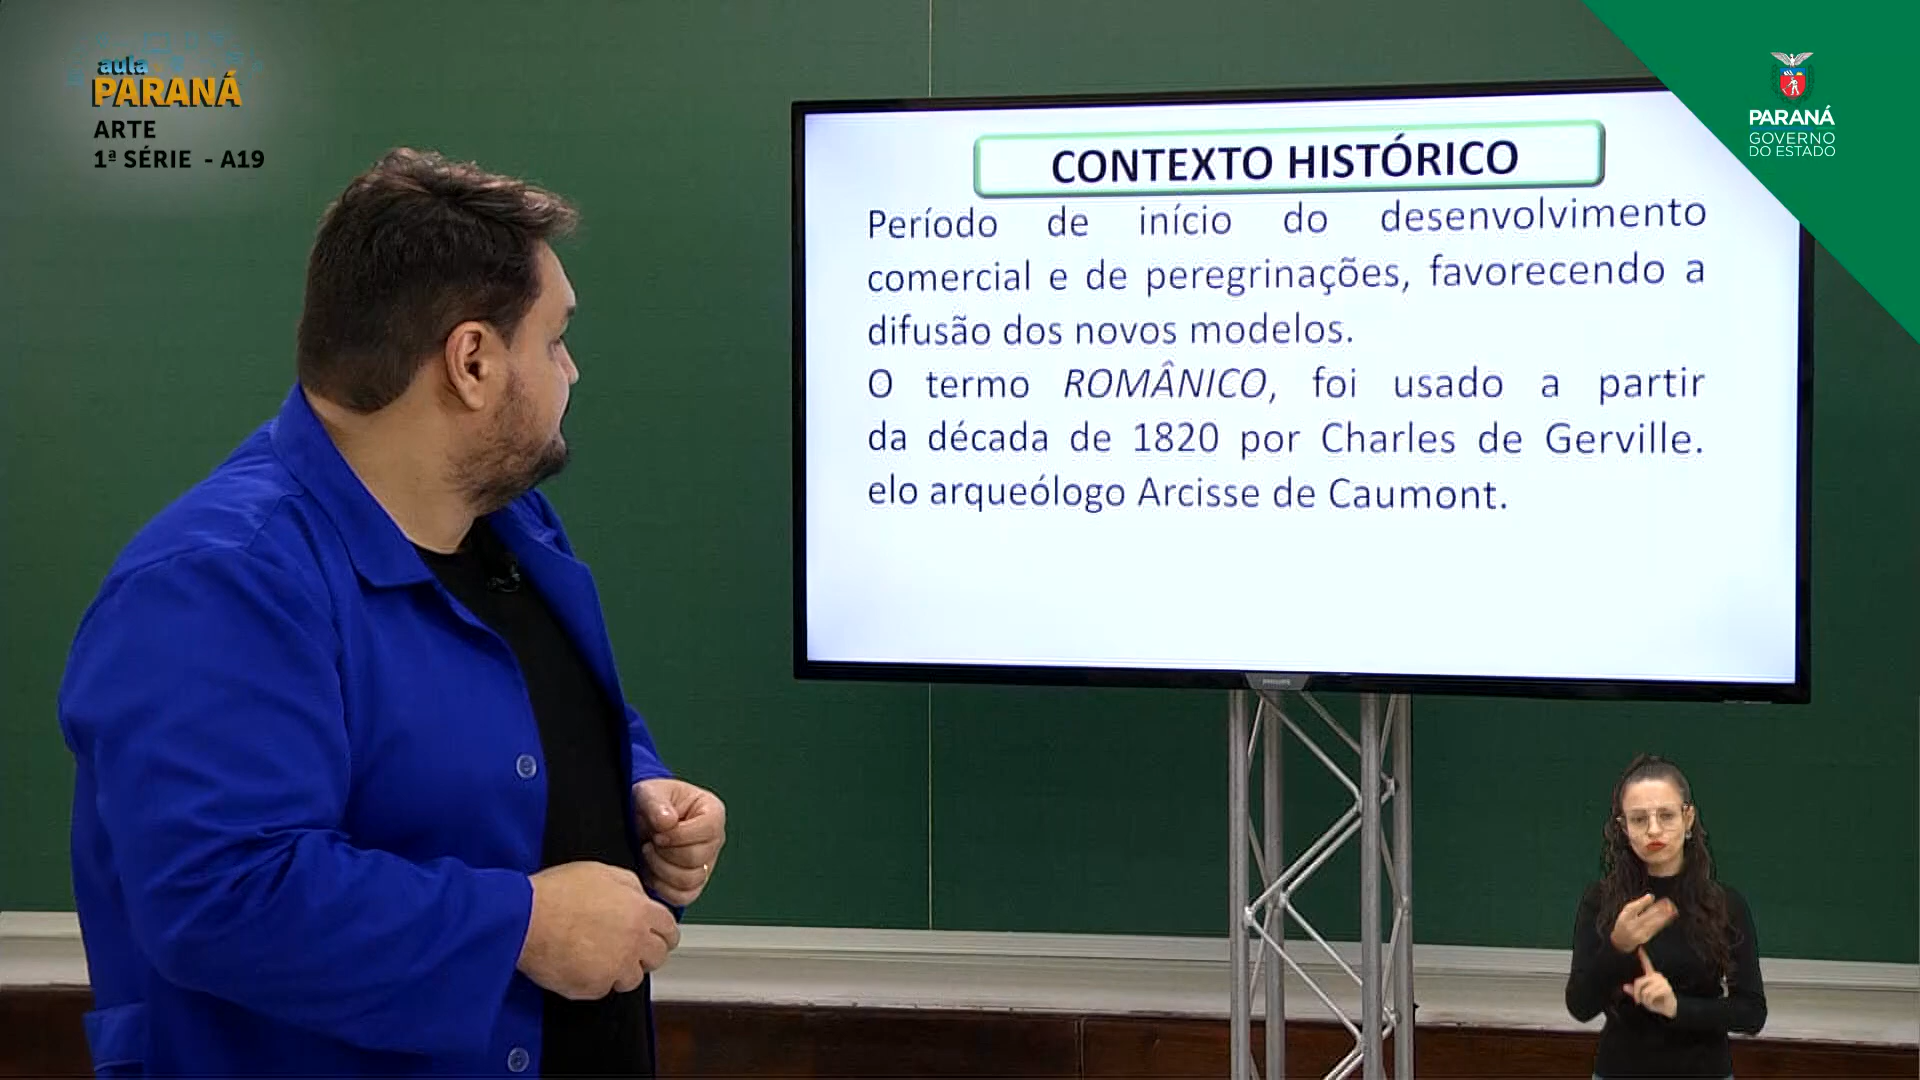 aula
PARANÁ
ARTE
1ª SÉRIE - A19
PARANÁ
GOVERNO
DO ESTADO
CONTEXTO HISTÓRICO
Período de início do desenvolvimento
comercial e de peregrinações, favorecendo a
difusão dos novos modelos.
O termo ROMÂNICO, foi usado a partir
da década de 1820 por Charles de Gerville.
elo arqueólogo Arcisse de Caumont.
PHILIPS